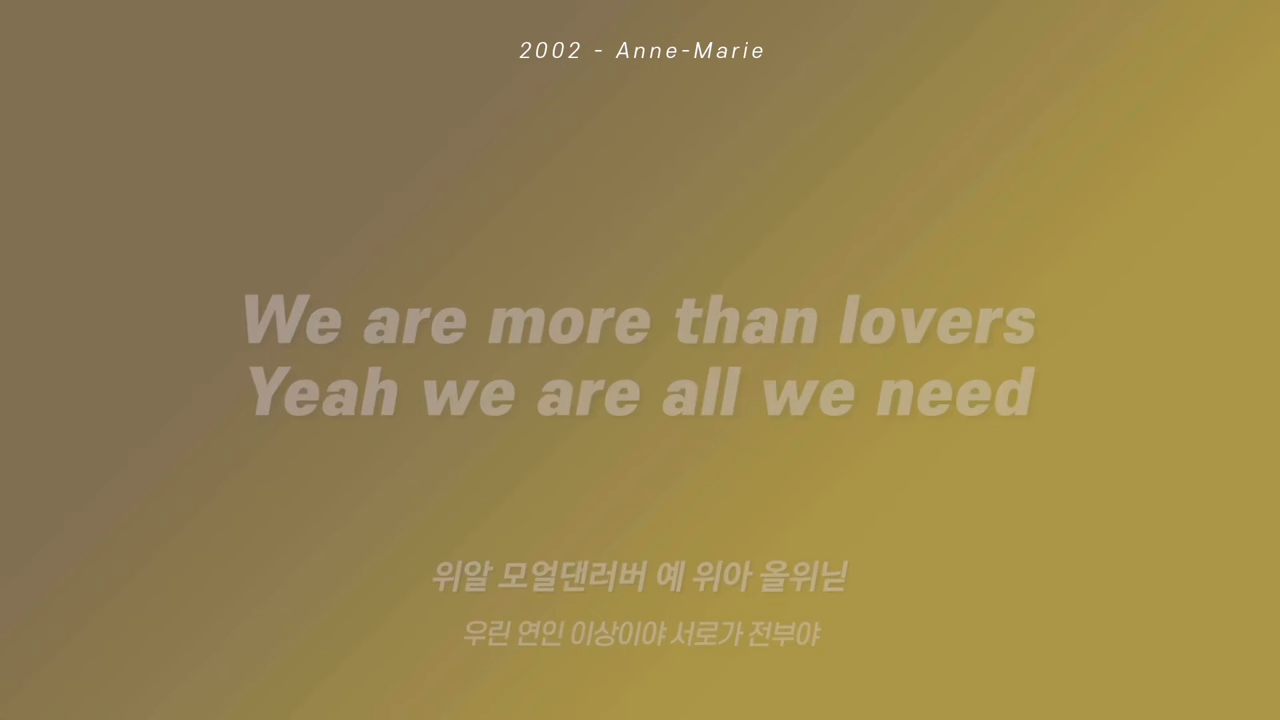 2002 - Anne-Marie
We are more than lovers
Yeah we are all we need
위알 모얼댄러버 예 위아 올위닏
우린 연인 이상이야 서로가 전부야